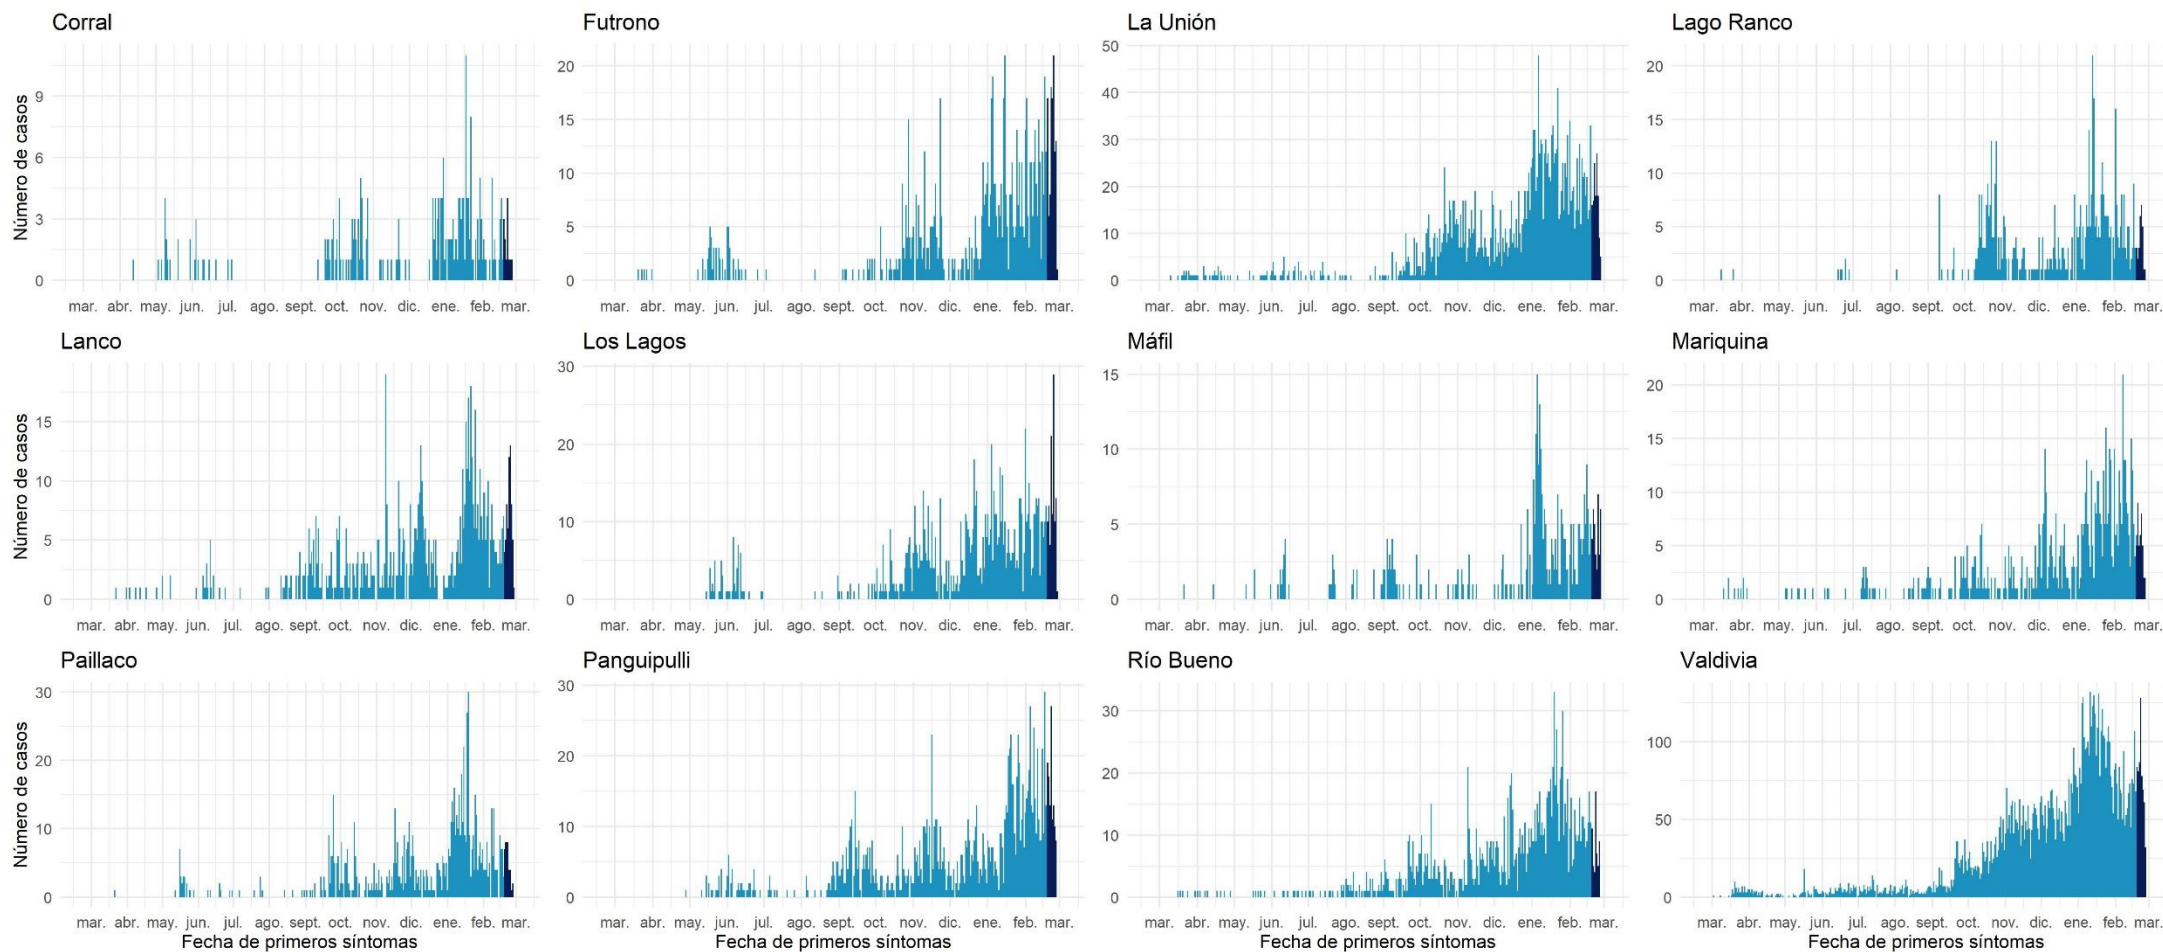 Corral
Futrono
La Unión
Lago Ranco
Número de casos
9
6
3
0
mar. abr. may. jun. jul. ago. sept. oct. nov. dic. ene. feb. mar.
20
15
10
5
0
mar. abr. may. jun. jul. ago. sept. oct. nov. dic. ene. feb. mar.
50
40
30
20
10
0
mar. abr. may. jun. jul. ago. sept. oct. nov. dic. ene. feb. mar.
20
15
10
5
0
mar. abr. may. jun. jul. ago. sept. oct. nov. dic. ene. feb. mar.
Lanco
Los Lagos
Máfil
Mariquina
Número de casos
15
10
5
0
mar. abr. may. jun. jul. ago. sept. oct. nov. dic. ene. feb. mar.
30
20
10
0
mar. abr. may. jun. jul. ago. sept. oct. nov. dic. ene. feb. mar.
15
10
5
0
mar. abr. may. jun. jul. ago. sept. oct. nov. dic. ene. feb. mar.
20
15
10
5
0
mar. abr. may. jun. jul. ago. sept. oct. nov. dic. ene. feb. mar.
Paillaco
Panguipulli
Río Bueno
Valdivia
Número de casos
30
20
10
0
mar. abr. may. jun. jul. ago. sept. oct. nov. dic. ene. feb. mar.
Fecha de primeros síntomas
30
20
10
0
mar. abr. may. jun. jul. ago. sept. oct. nov. dic. ene. feb. mar.
Fecha de primeros síntomas
30
20
10
0
mar. abr. may. jun. jul. ago. sept. oct. nov. dic. ene. feb. mar.
Fecha de primeros síntomas
100
50
0
mar. abr. may. jun. jul. ago. sept. oct. nov. dic. ene. feb. mar.
Fecha de primeros síntomas